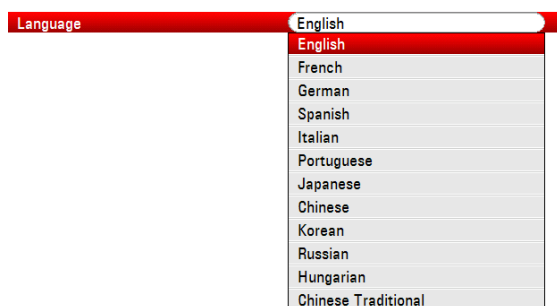 Language English
English
French
German
Spanish
Italian
Portuguese
Japanese
Chinese
Korean
Russian
Hungarian
Chinese Traditional